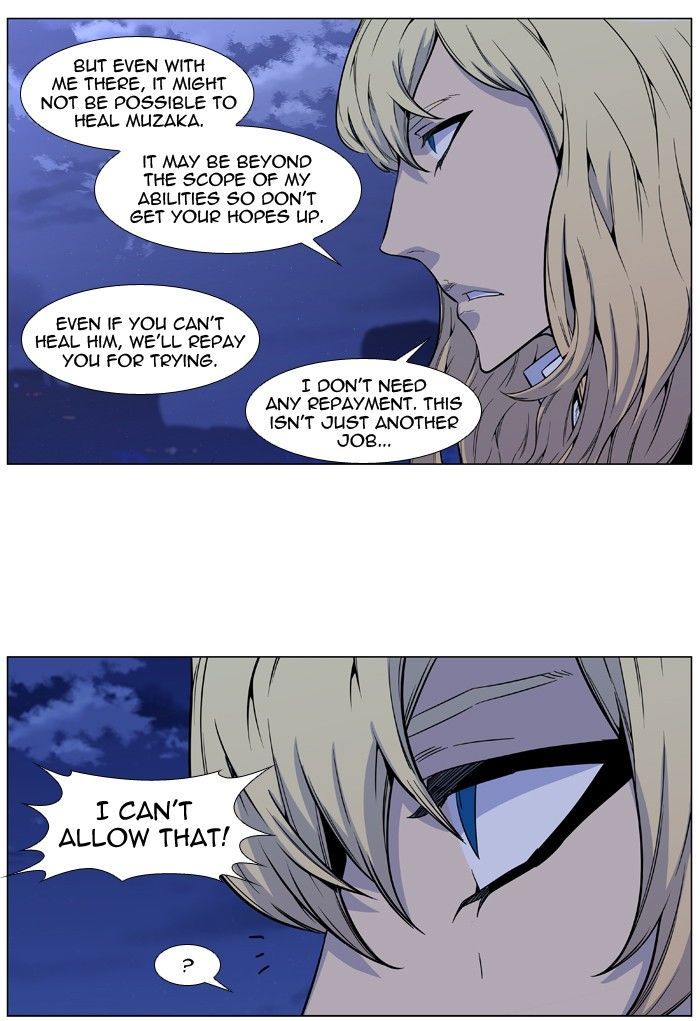 BUT EVEN WITH
ME THERE, IT MIGHT
NOT BE POSSIBLE TO
HEAL MUZAKA.
IT MAY BE BEYOND
THE SCOPE OF MY
ABILITIES SO DON'T
GET YOUR HOPES UP.
EVEN IF YOU CAN'T
HEAL HIM, WE'LL REPAY
YOU FOR TRYING.
I DON'T NEED
ANY REPAYMENT. THIS
ISN'T JUST ANOTHER
JOB...
I CAN'T
ALLOW THAT!
?